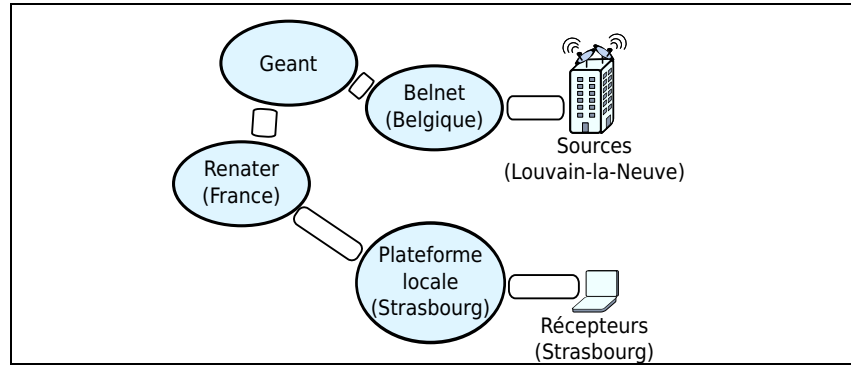 Geant
Belnet
(Belgique)
Sources
(Louvain-la-Neuve)
Renater
(France)
Plateforme
locale
(Strasbourg)
Récepteurs
(Strasbourg)